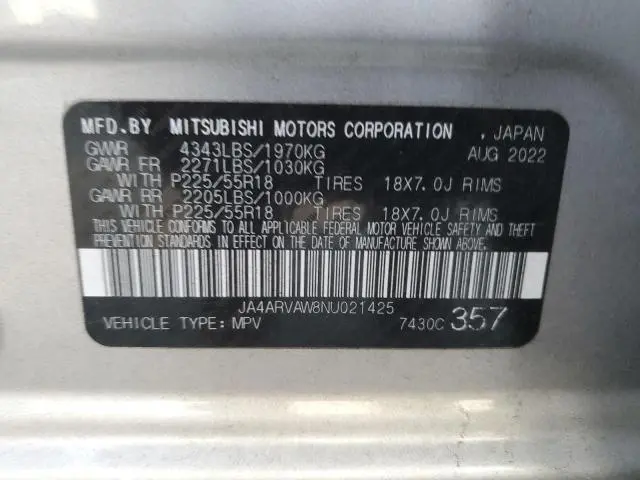 MFD.BY MITSUBISHI MOTORS CORPORATION . JAPAN
GVWR 4343LBS/1970KG AUG 2022
GAWR FR 2271LBS/1030KG
WITH P225/55R18 TIRES 18X7.0J RIMS
GAWR RR 2205LBS/1000KG
WITH P225/55R18 TIRES 18X7.0J RIMS
THIS VEHICLE CONFORMS TO ALL APPLICABLE FEDERAL MOTOR VEHICLE SAFETY AND THEFT
PREVENTION STANDARDS IN EFFECT ON THE DATE OF MANUFACTURE SHOWN ABOVE.
JA4ARVAW8NU021425
VEHICLE TYPE: MPV 7430C 357